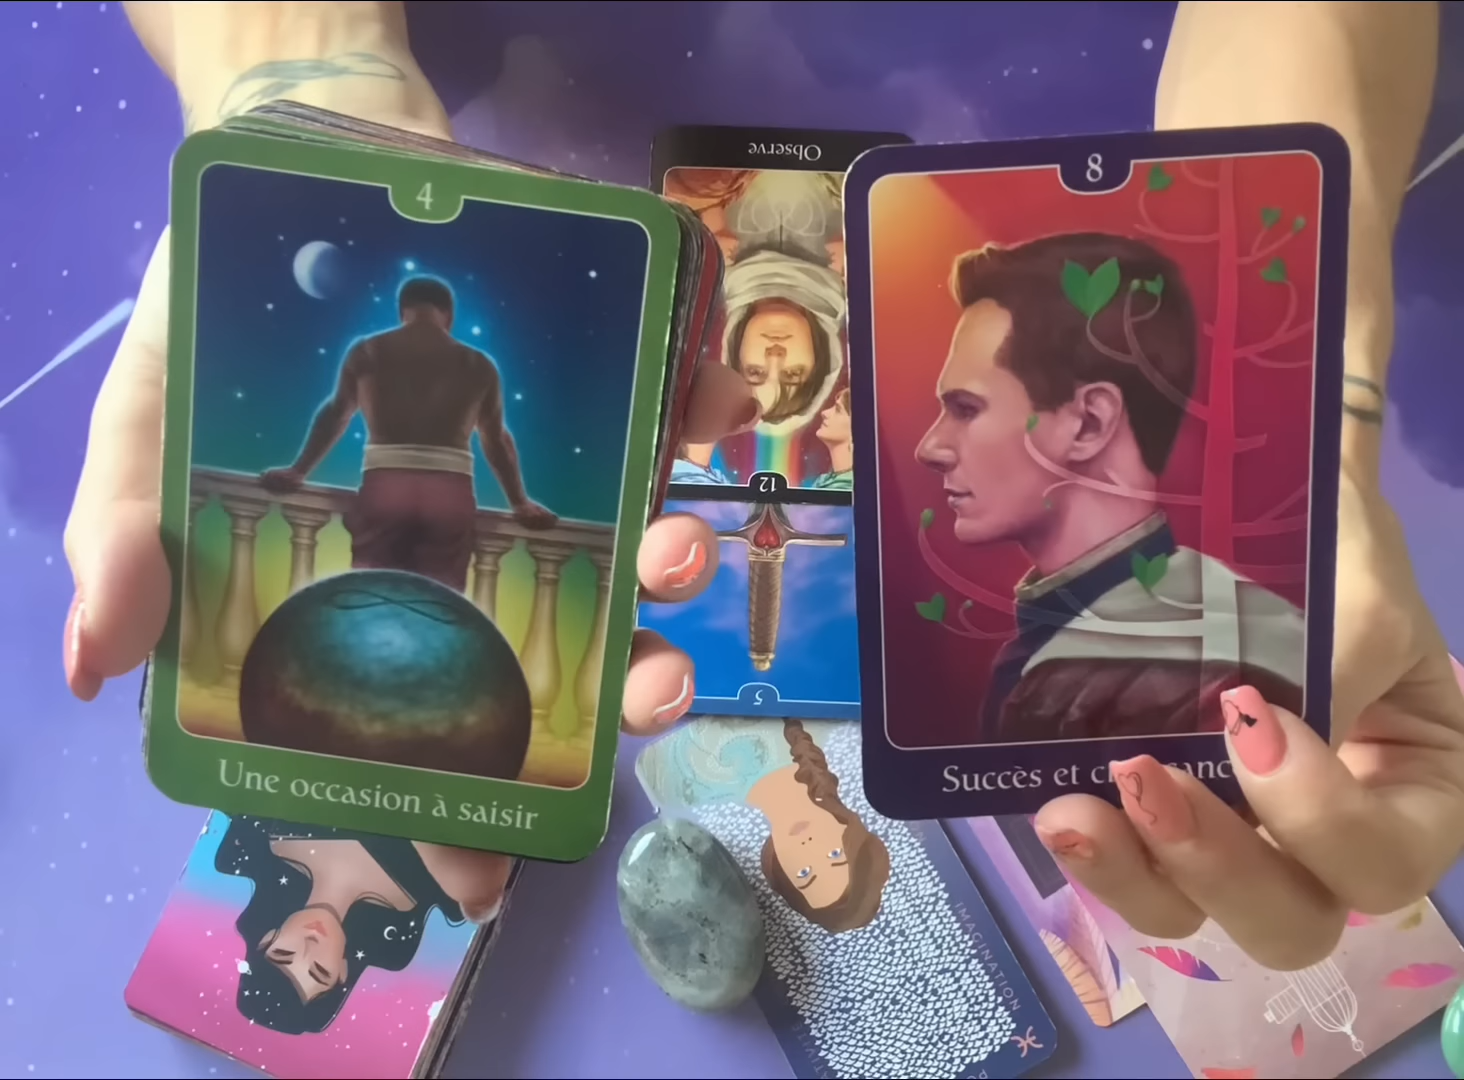 4
Une occasion à saisir
Observe
12
5
8
Succès et
IMAGINATION